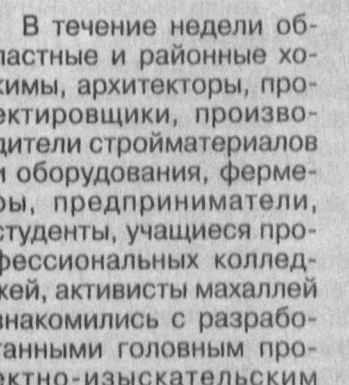 В течение недели об-
ластные и районные хо-
кимы, архитекторы, про-
ектировщики, произво-
дители стройматериалов
и оборудования, ферме-
ры, предприниматели,
студенты, учащиеся про-
фессиональных коллед-
жей, активисты махаллей
знакомились с разрабо-
танными головным про-
ектно-изыскательским